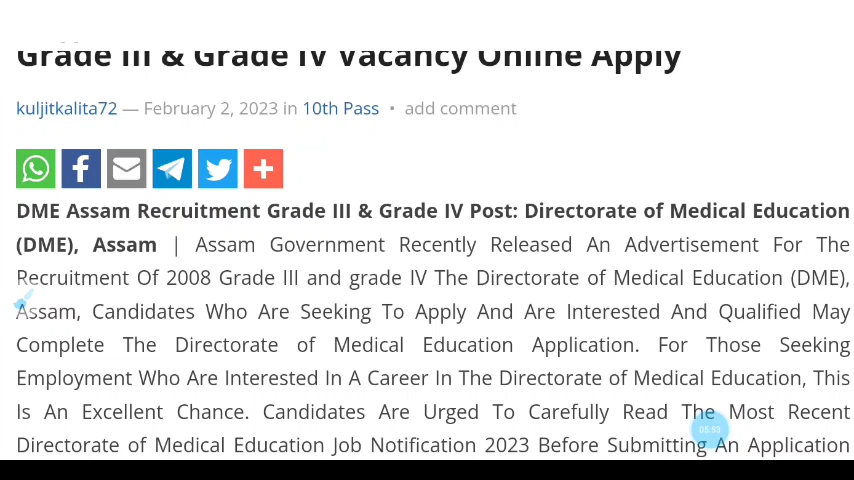 Grade III & Grade IV Vacancy Online Apply
kuljitkalita72 — February 2, 2023 in 10th Pass • add comment
DME Assam Recruitment Grade III & Grade IV Post: Directorate of Medical Education
(DME), Assam | Assam Government Recently Released An Advertisement For The
Recruitment Of 2008 Grade III and grade IV The Directorate of Medical Education (DME),
Assam, Candidates Who Are Seeking To Apply And Are Interested And Qualified May
Complete The Directorate of Medical Education Application. For Those Seeking
Employment Who Are Interested In A Career In The Directorate of Medical Education, This
Is An Excellent Chance. Candidates Are Urged To Carefully Read The Most Recent
Directorate of Medical Education Job Notification 2023 Before Submitting An Application